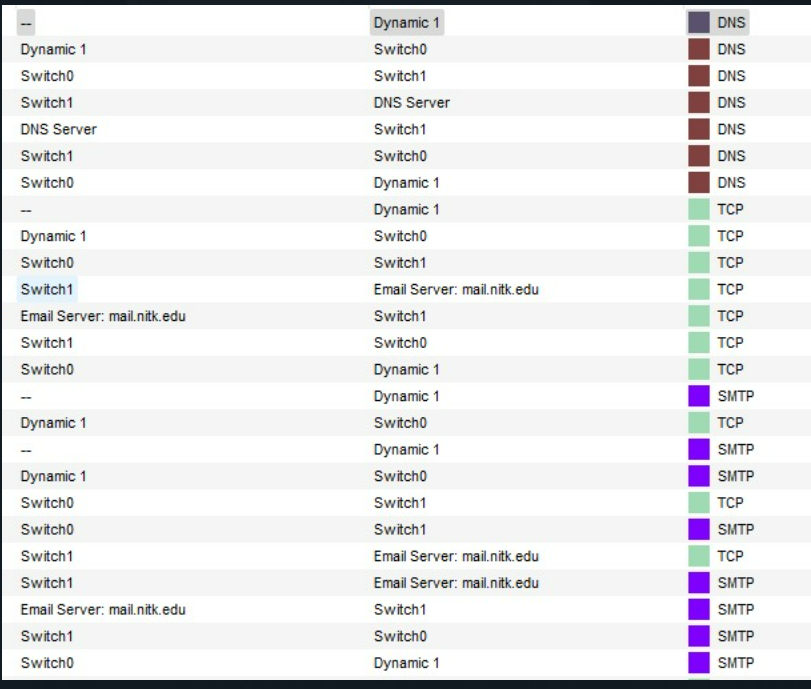 -- Dynamic 1 DNS
Dynamic 1 Switch0 DNS
Switch0 Switch1 DNS
Switch1 DNS Server DNS
DNS Server Switch1 DNS
Switch1 Switch0 DNS
Switch0 Dynamic 1 DNS
-- Dynamic 1 TCP
Dynamic 1 Switch0 TCP
Switch0 Switch1 TCP
Switch1 Email Server: mail.nitk.edu TCP
Email Server: mail.nitk.edu Switch1 TCP
Switch1 Switch0 TCP
Switch0 Dynamic 1 TCP
-- Dynamic 1 SMTP
Dynamic 1 Switch0 TCP
-- Dynamic 1 SMTP
Dynamic 1 Switch0 SMTP
Switch0 Switch1 TCP
Switch0 Switch1 SMTP
Switch1 Email Server: mail.nitk.edu TCP
Switch1 Email Server: mail.nitk.edu SMTP
Email Server: mail.nitk.edu Switch1 SMTP
Switch1 Switch0 SMTP
Switch0 Dynamic 1 SMTP